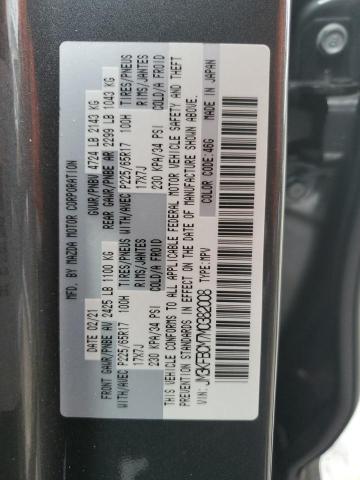 MFD. BY MAZDA MOTOR CORPORATION
DATE 02/21 GVWR/PNBV 4724 LB 2143 KG
FRONT GAWR/PNBE AV 2425 LB 1100 KG REAR GAWR/PNBE AR 2299 LB 1043 KG
WITH/AVEC P225/65R17 100H TIRES/PNEUS WITH/AVEC P225/65R17 100H TIRES/PNEUS
17X7J RIMS/JANTES 17X7J RIMS/JANTES
230 KPA/34 PSI COLD/A FROID 230 KPA/34 PSI COLD/A FROID
THIS VEHICLE CONFORMS TO ALL APPLICABLE FEDERAL MOTOR VEHICLE SAFETY, BUMPER, AND THEFT PREVENTION STANDARDS IN EFFECT ON THE DATE OF MANUFACTURE SHOWN ABOVE.
MADE IN JAPAN
VIN: JM3KFBCM7M0382008 TYPE: MPV COLOR CODE: 46G